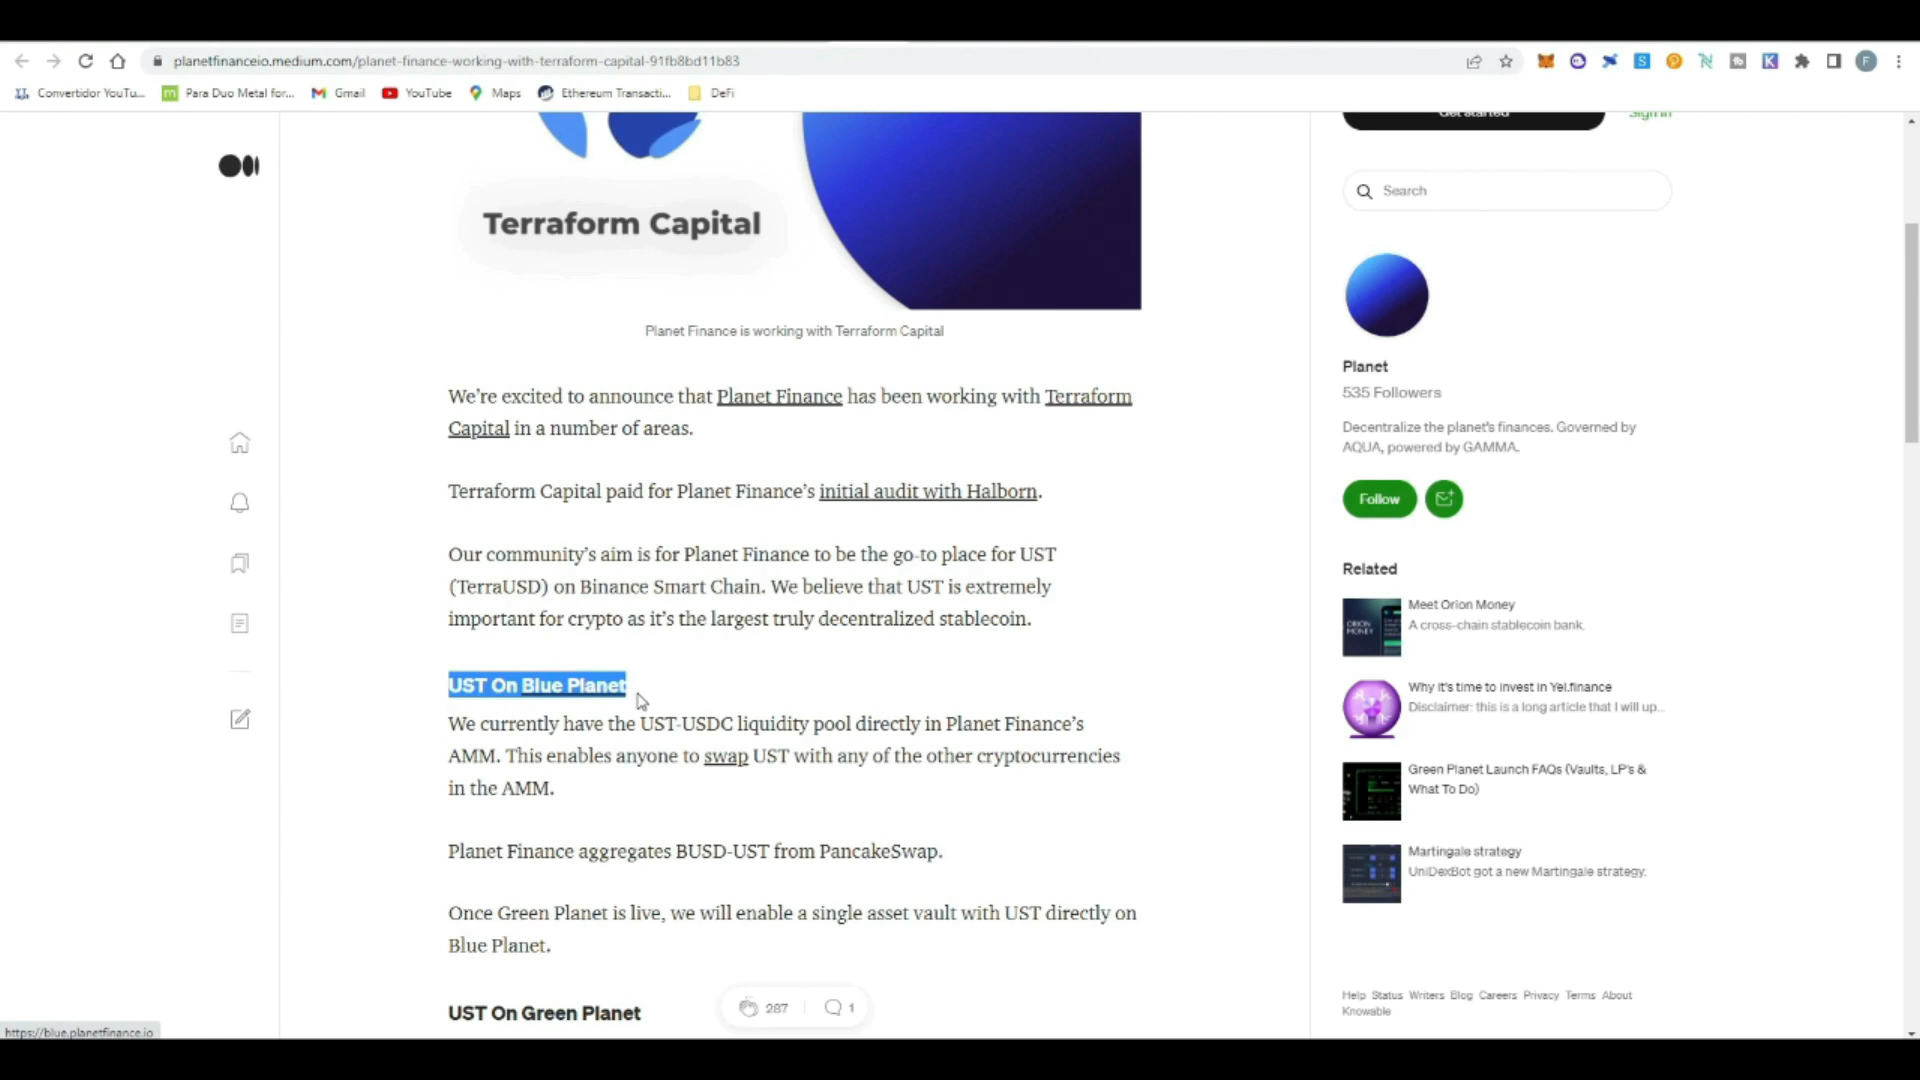 planetfinanceio.medium.com/planet-finance-working-with-terraform-capital-91fb8bd11b83
Convertidor YouTu... Para Duo Metal for... Gmail YouTube Maps Ethereum Transacti... DeFi
Get started Sign In
Search
Terraform Capital
Planet Finance is working with Terraform Capital
We're excited to announce that Planet Finance has been working with Terraform
Capital in a number of areas.
Terraform Capital paid for Planet Finance's initial audit with Halborn.
Our community's aim is for Planet Finance to be the go-to place for UST
(TerraUSD) on Binance Smart Chain. We believe that UST is extremely
important for crypto as it's the largest truly decentralized stablecoin.
UST On Blue Planet
We currently have the UST-USDC liquidity pool directly in Planet Finance's
AMM. This enables anyone to swap UST with any of the other cryptocurrencies
in the AMM.
Planet Finance aggregates BUSD-UST from PancakeSwap.
Once Green Planet is live, we will enable a single asset vault with UST directly on
Blue Planet.
UST On Green Planet
287 1
Planet
535 Followers
Decentralize the planet's finances. Governed by
AQUA, powered by GAMMA.
Follow
Related
ORION
MONEY
Meet Orion Money
A cross-chain stablecoin bank.
Why it's time to invest in Yel.finance
Disclaimer: this is a long article that I will up...
Green Planet Launch FAQs (Vaults, LP's &
What To Do)
Martingale strategy
UniDexBot got a new Martingale strategy.
Help Status Writers Blog Careers Privacy Terms About
Knowable
https://blue.planetfinance.io